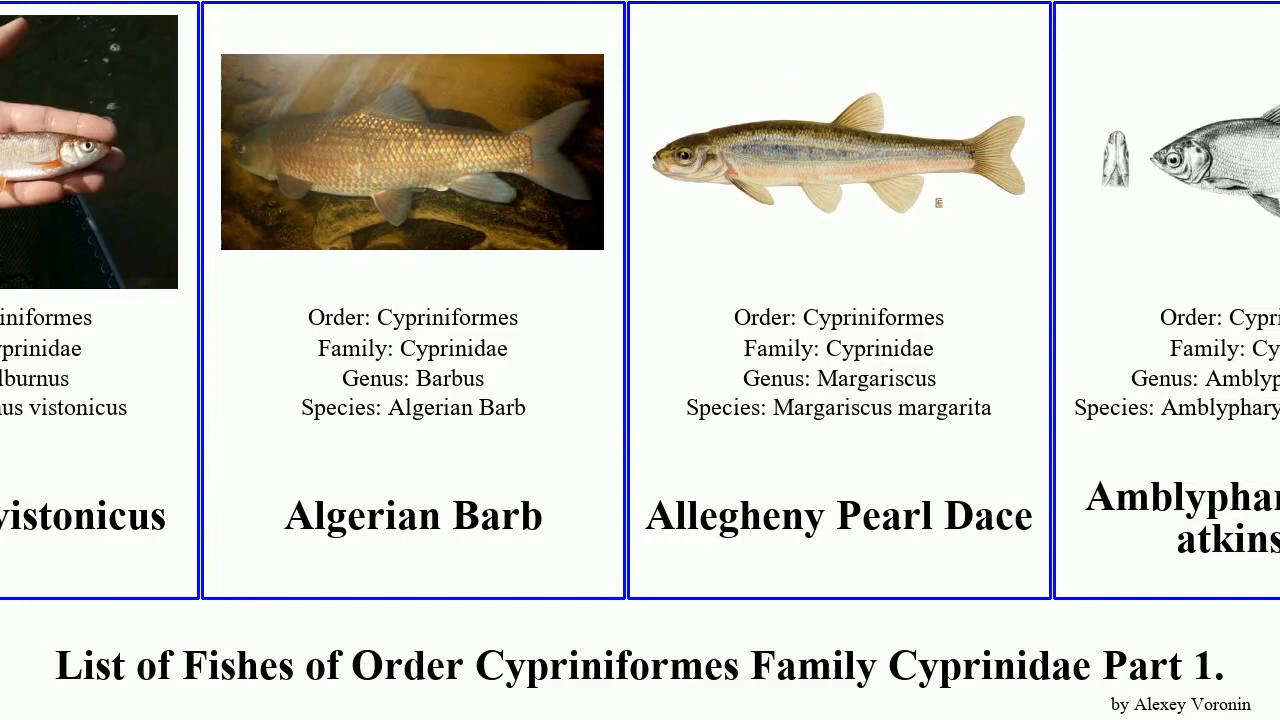 iniformes
prinidae
lburnus
us vistonicus
vistonicus
Order: Cypriniformes
Family: Cyprinidae
Genus: Barbus
Species: Algerian Barb
Algerian Barb
Order: Cypriniformes
Family: Cyprinidae
Genus: Margariscus
Species: Margariscus margarita
Allegheny Pearl Dace
Order: Cypri
Family: Cy
Genus: Amblyp
Species: Amblyphary
Amblyphar
atkins
List of Fishes of Order Cypriniformes Family Cyprinidae Part 1.
by Alexey Voronin